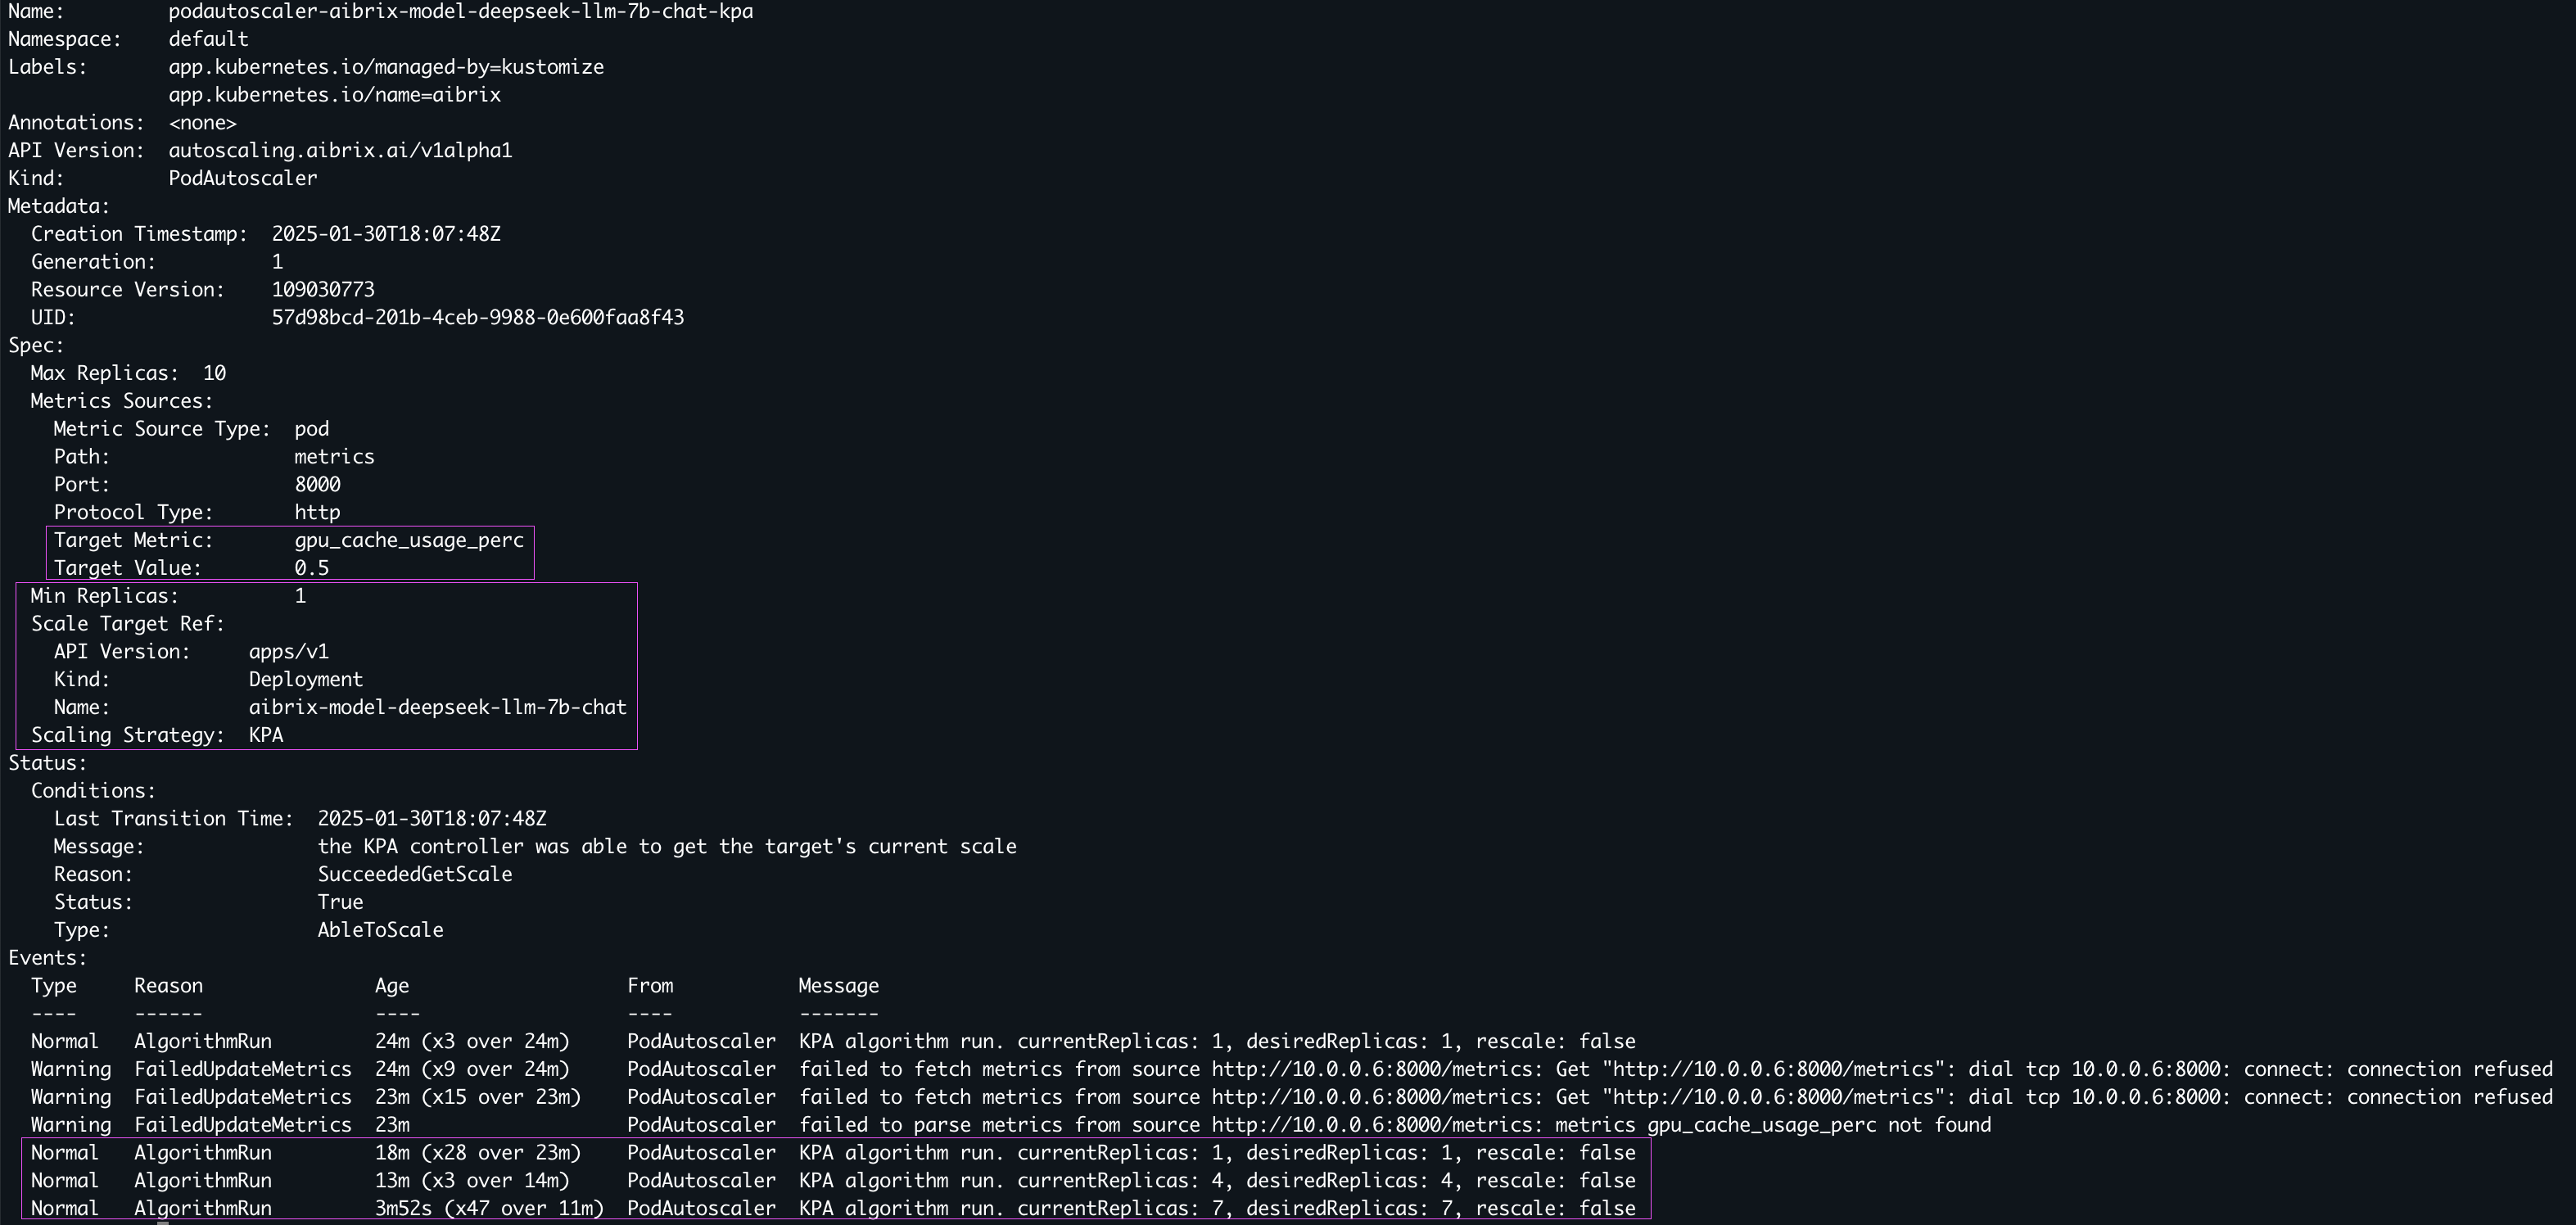 Name:         podautoscaler-aibrix-model-deepseek-llm-7b-chat-kpa
Namespace:    default
Labels:       app.kubernetes.io/managed-by=kustomize
              app.kubernetes.io/name=aibrix
Annotations:  <none>
API Version:  autoscaling.aibrix.ai/v1alpha1
Kind:         PodAutoscaler
Metadata:
  Creation Timestamp:  2025-01-30T18:07:48Z
  Generation:          1
  Resource Version:    109030773
  UID:                 57d98bcd-201b-4ceb-9988-0e600faa8f43
Spec:
  Max Replicas:  10
  Metrics Sources:
    Metric Source Type:  pod
    Path:                metrics
    Port:                8000
    Protocol Type:       http
    Target Metric:       gpu_cache_usage_perc
    Target Value:        0.5
  Min Replicas:          1
  Scale Target Ref:
    API Version:     apps/v1
    Kind:            Deployment
    Name:            aibrix-model-deepseek-llm-7b-chat
  Scaling Strategy:  KPA
Status:
  Conditions:
    Last Transition Time:  2025-01-30T18:07:48Z
    Message:               the KPA controller was able to get the target's current scale
    Reason:                SucceededGetScale
    Status:                True
    Type:                  AbleToScale
Events:
  Type     Reason               Age                   From           Message
  ----     ------               ----                  ----           -------
  Normal   AlgorithmRun         24m (x3 over 24m)     PodAutoscaler  KPA algorithm run. currentReplicas: 1, desiredReplicas: 1, rescale: false
  Warning  FailedUpdateMetrics  24m (x9 over 24m)     PodAutoscaler  failed to fetch metrics from source http://10.0.0.6:8000/metrics: Get "http://10.0.0.6:8000/metrics": dial tcp 10.0.0.6:8000: connect: connection refused
  Warning  FailedUpdateMetrics  23m (x15 over 23m)    PodAutoscaler  failed to fetch metrics from source http://10.0.0.6:8000/metrics: Get "http://10.0.0.6:8000/metrics": dial tcp 10.0.0.6:8000: connect: connection refused
  Warning  FailedUpdateMetrics  23m                   PodAutoscaler  failed to parse metrics from source http://10.0.0.6:8000/metrics: metrics gpu_cache_usage_perc not found
  Normal   AlgorithmRun         18m (x28 over 23m)    PodAutoscaler  KPA algorithm run. currentReplicas: 1, desiredReplicas: 1, rescale: false
  Normal   AlgorithmRun         13m (x3 over 14m)     PodAutoscaler  KPA algorithm run. currentReplicas: 4, desiredReplicas: 4, rescale: false
  Normal   AlgorithmRun         3m52s (x47 over 11m)  PodAutoscaler  KPA algorithm run. currentReplicas: 7, desiredReplicas: 7, rescale: false